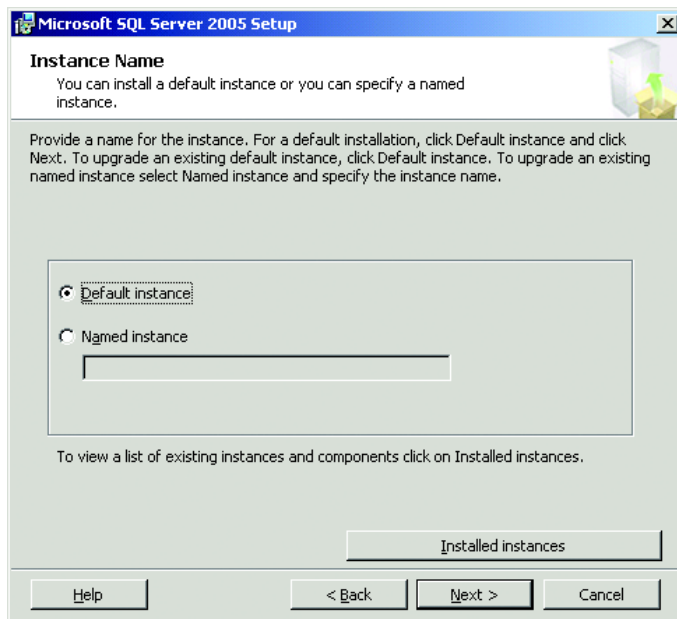 Microsoft SQL Server 2005 Setup
Instance Name
You can install a default instance or you can specify a named
instance.
Provide a name for the instance. For a default installation, click Default instance and click
Next. To upgrade an existing default instance, click Default instance. To upgrade an existing
named instance select Named instance and specify the instance name.
Default instance
Named instance
To view a list of existing instances and components click on Installed instances.
Installed instances
Help
< Back
Next >
Cancel